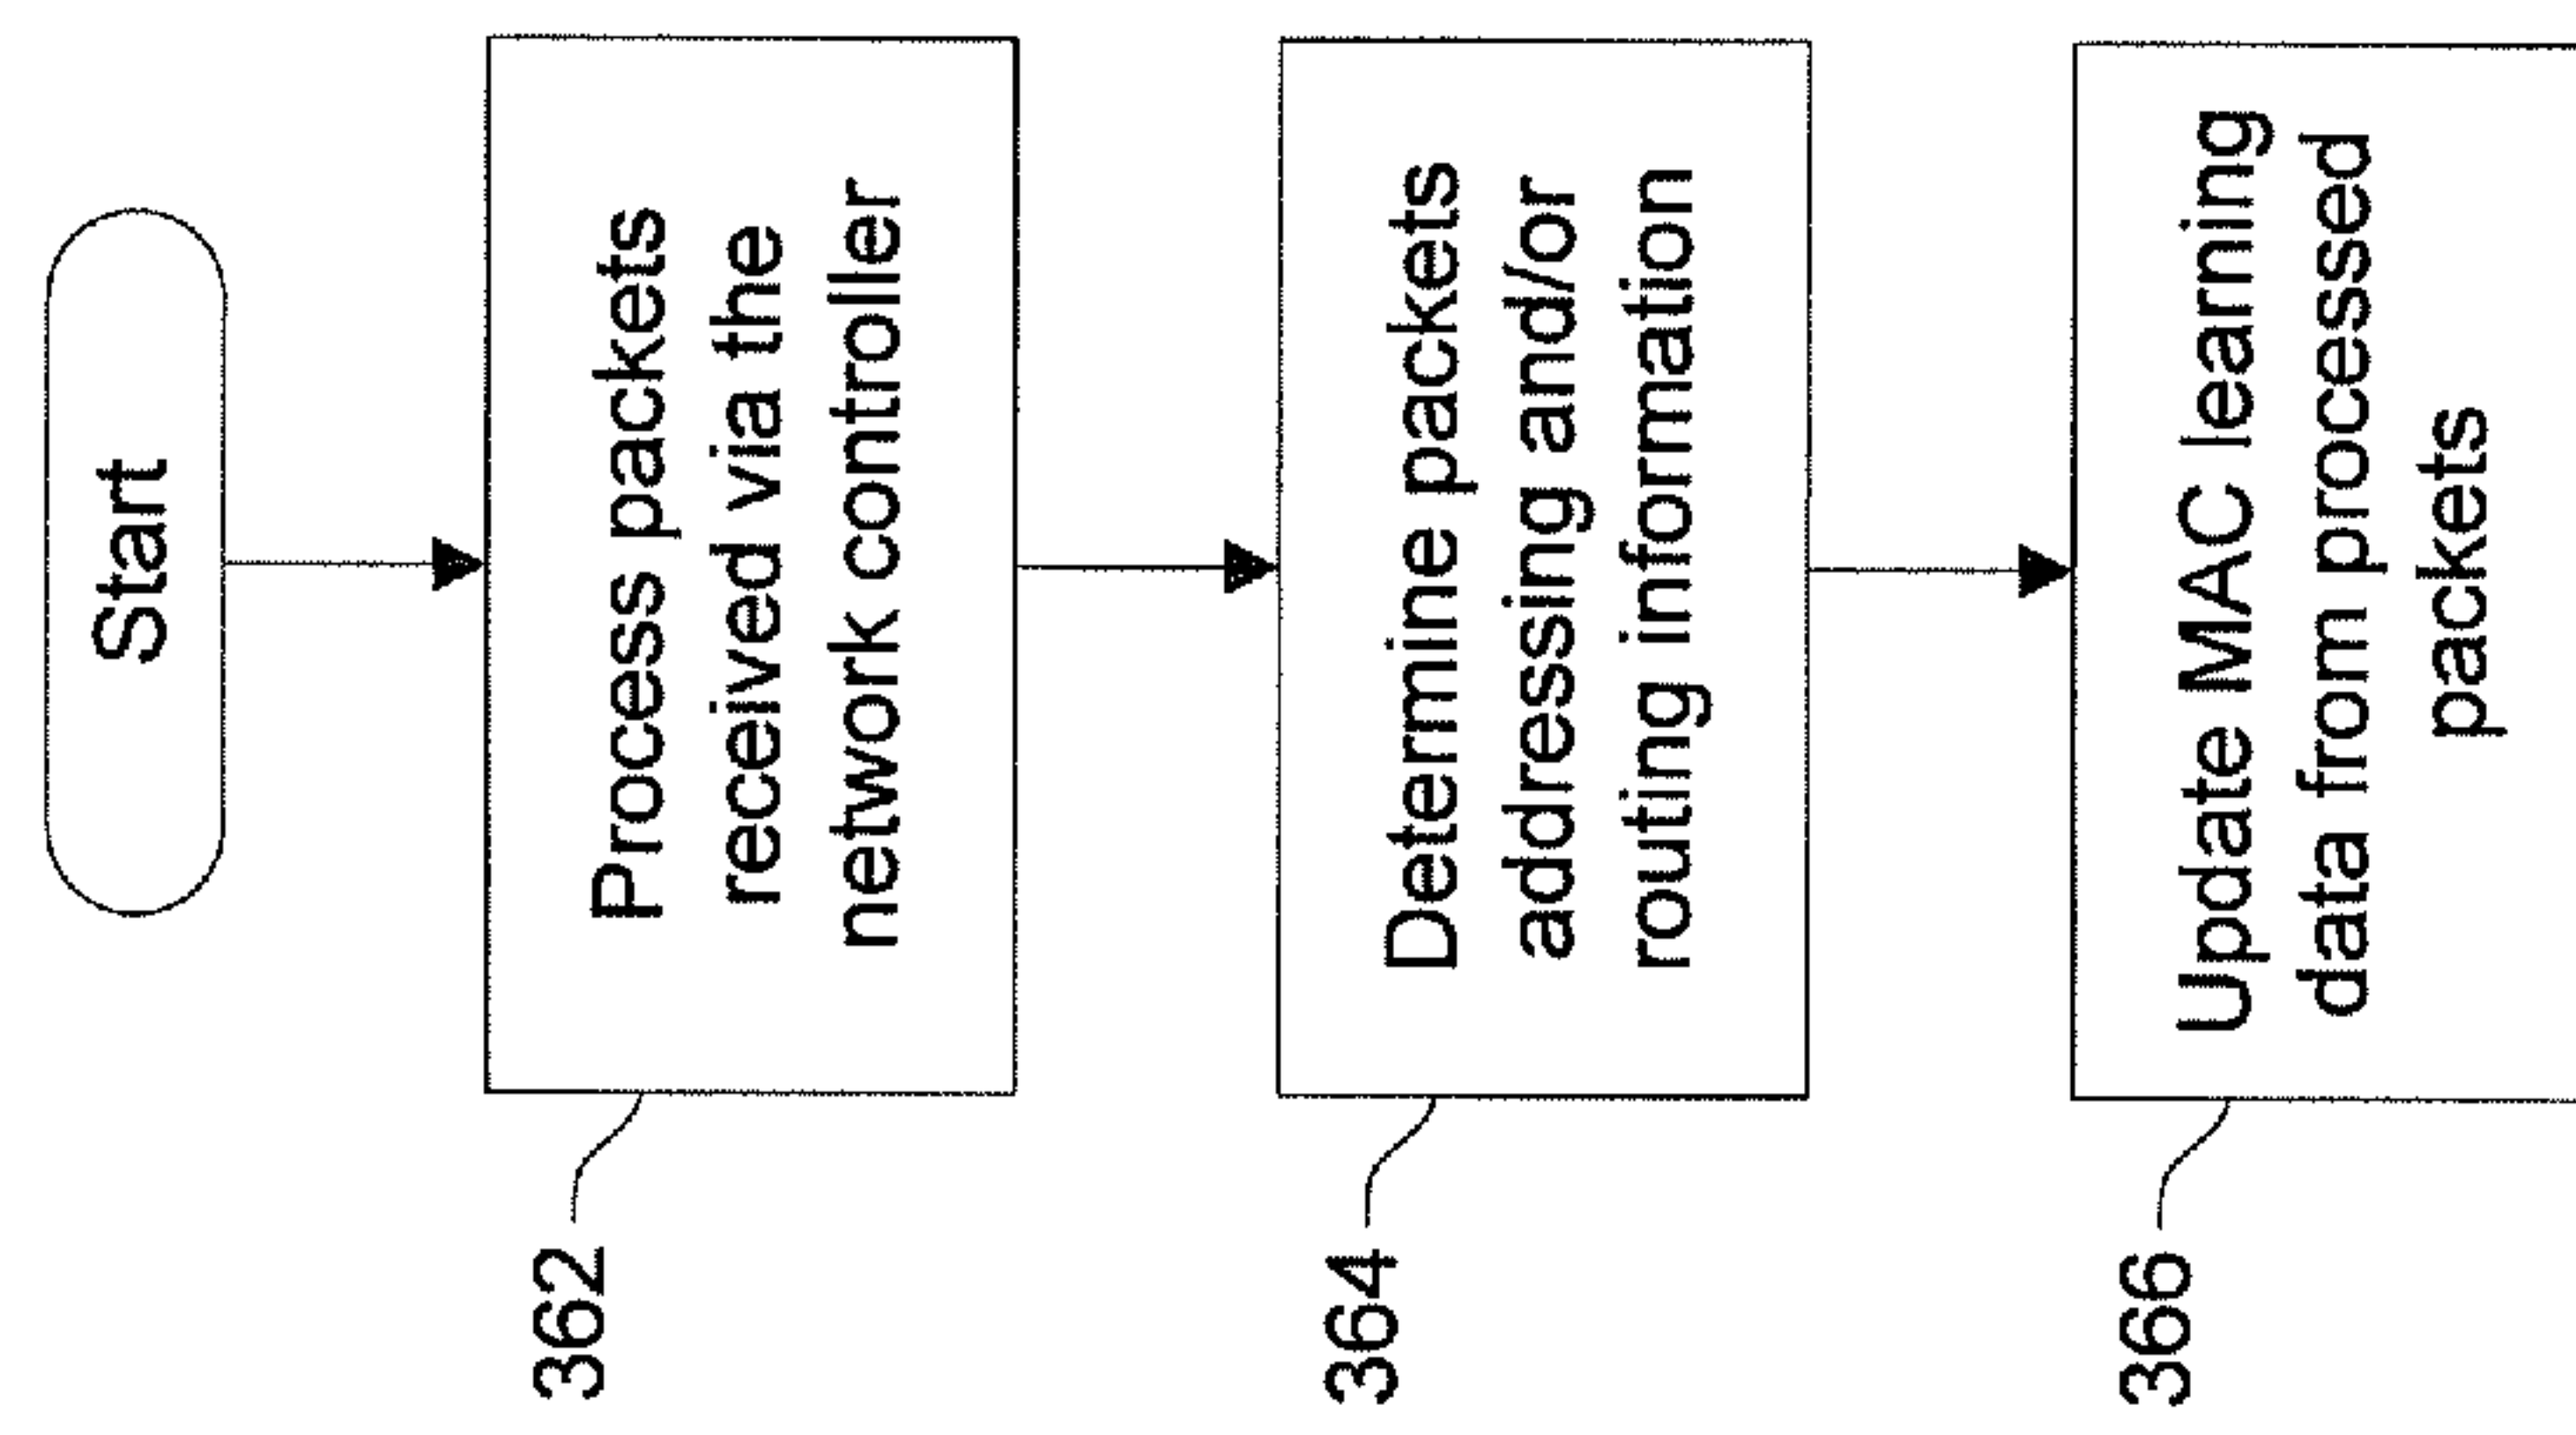 Start
Process packets
received via the
network controller
362
Determine packets
addressing and/or
routing information
364
Update MAC learning
data from processed
packets
366